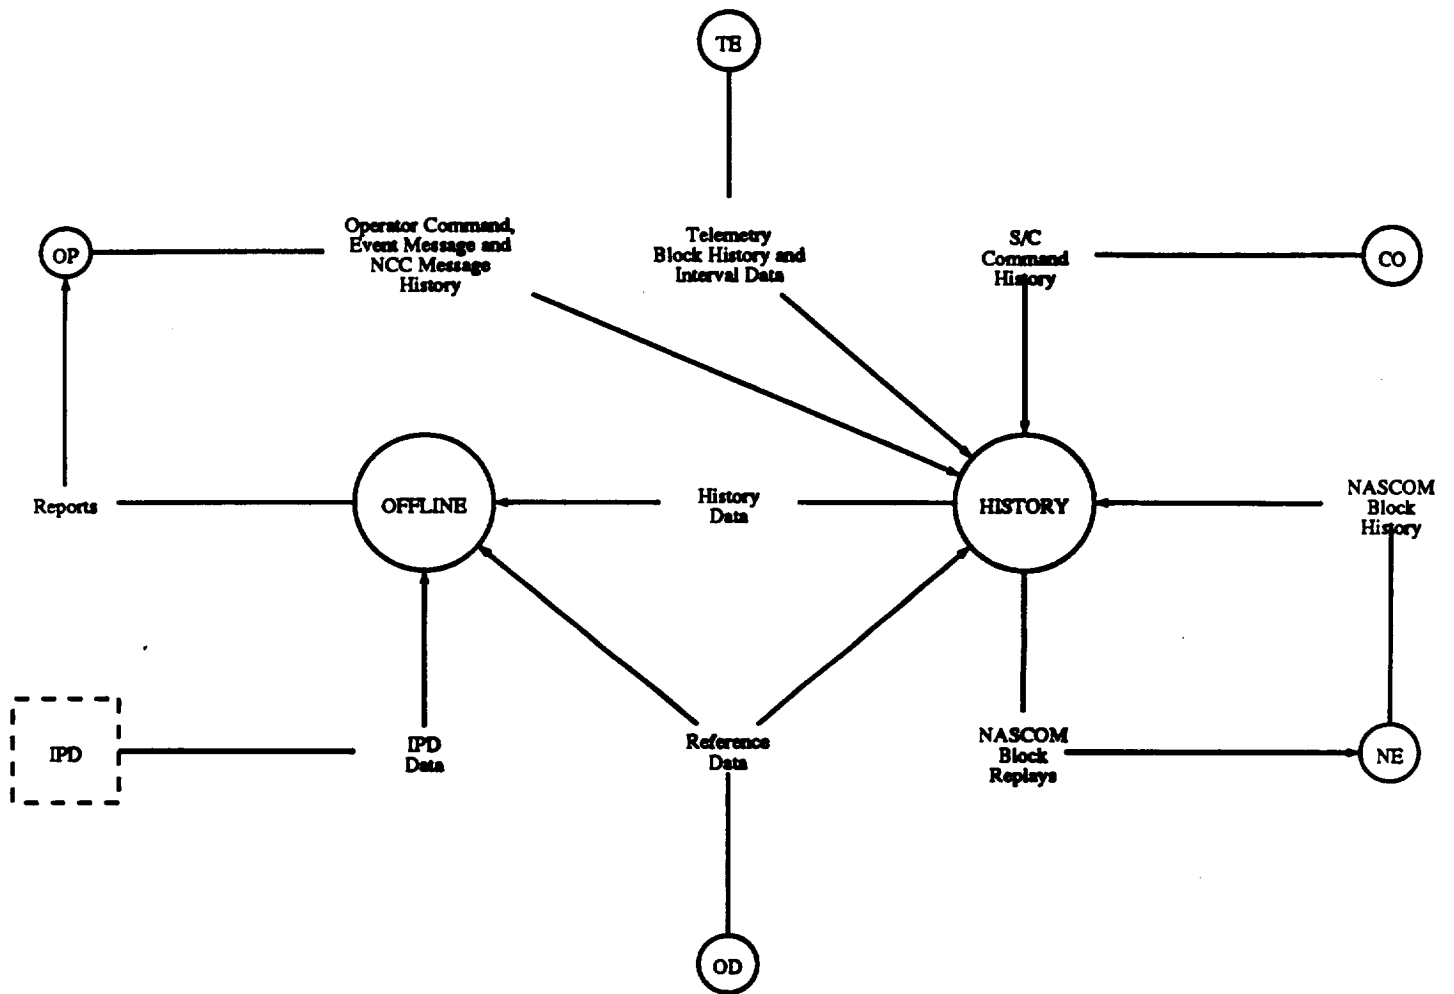 TE
OP
Operator Command,
Event Message and
NCC Message
History
Telemetry
Block History and
Interval Data
S/C
Command
History
CO
Reports
OFFLINE
History
Data
HISTORY
NASCOM
Block
History
IPD
IPD
Data
Reference
Data
NASCOM
Block
Replays
NE
OD